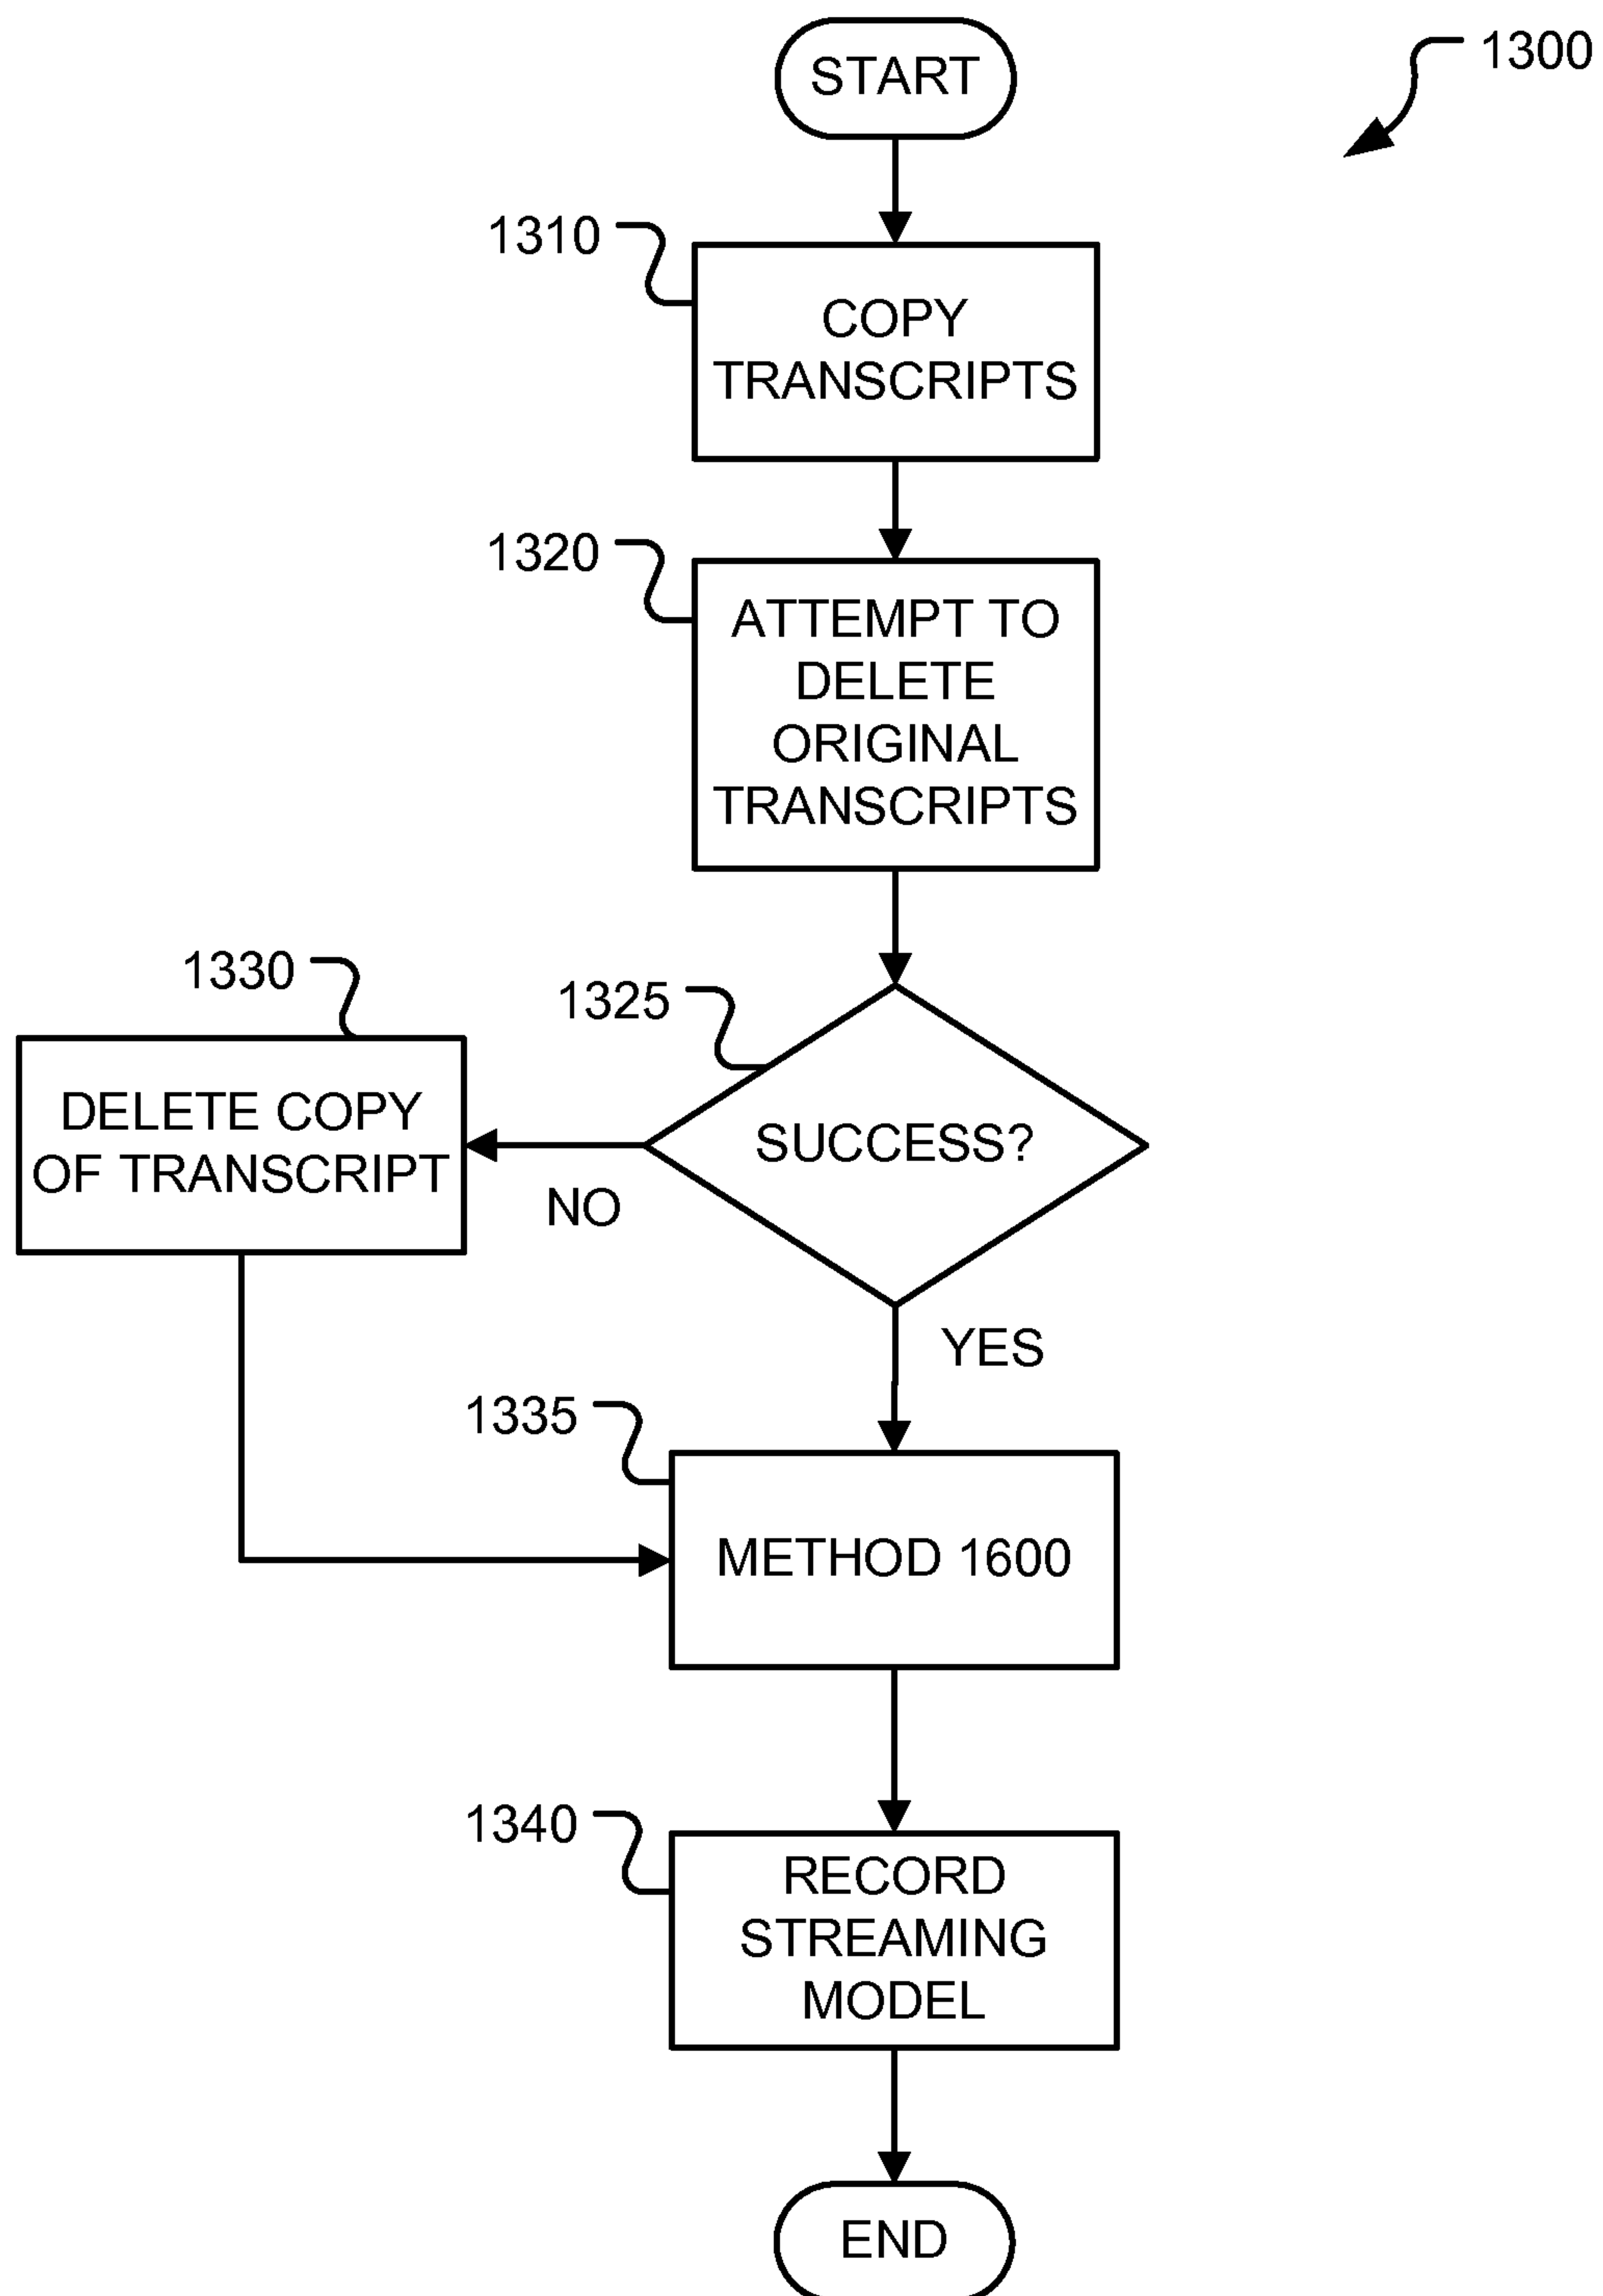 START
1300
1310
COPY
TRANSCRIPTS
1320
ATTEMPT TO
DELETE
ORIGINAL
TRANSCRIPTS
1330
1325
DELETE COPY
OF TRANSCRIPT
SUCCESS?
NO
YES
1335
METHOD 1600
1340
RECORD
STREAMING
MODEL
END